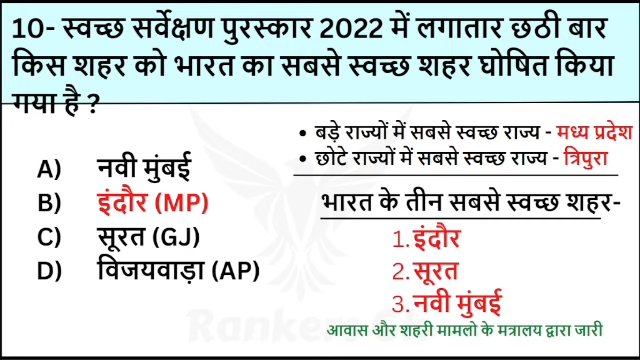 10- स्वच्छ सर्वेक्षण पुरस्कार 2022 में लगातार छठी बार
किस शहर को भारत का सबसे स्वच्छ शहर घोषित किया
गया है ?
A) नवी मुंबई
B) इंदौर (MP)
C) सूरत (GJ)
D) विजयवाड़ा (AP)
• बड़े राज्यों में सबसे स्वच्छ राज्य - मध्य प्रदेश
• छोटे राज्यों में सबसे स्वच्छ राज्य - त्रिपुरा
भारत के तीन सबसे स्वच्छ शहर-
1. इंदौर
2. सूरत
3. नवी मुंबई
आवास और शहरी मामलो के मत्रालय द्वारा जारी